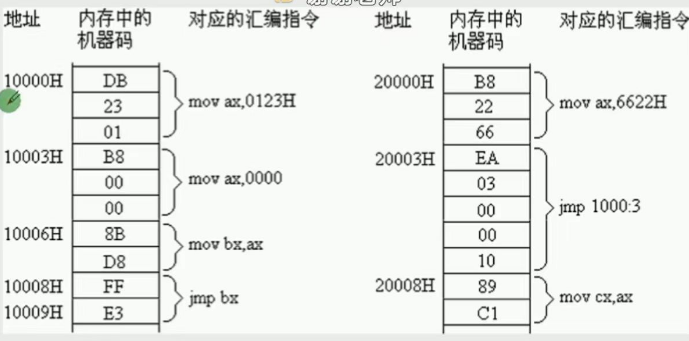 地址 内存中的 对应的汇编指令 地址 内存中的 对应的汇编指令
机器码 机器码
10000H DB mov ax,0123H 20000H B8 mov ax,6622H
23 22
01 66
10003H B8 mov ax,0000 20003H EA jmp 1000:3
00 03
00 00
10006H 8B mov bx,ax 00
D8 10
10008H FF jmp bx 20008H 89 mov cx,ax
10009H E3 C1